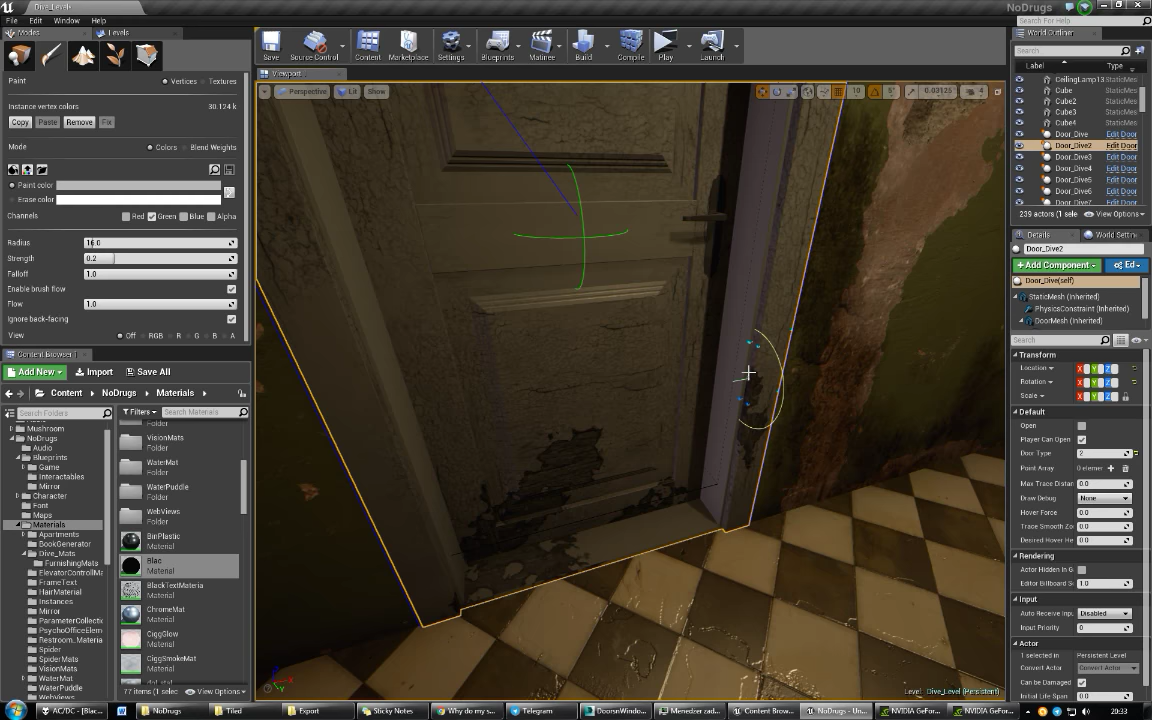 Dive_Level
NoDrugs
File Edit Window Help
Search For Help
Modes Levels
Save Source Control Content Marketplace Settings Blueprints Matinee Build Compile Play Launch
World Outliner
Search
Label Type
CeilingLamp13 StaticMes
Cube StaticMes
Cube2 StaticMes
Cube3 StaticMes
Cube4 StaticMes
Door_Dive Edit Door
Door_Dive2 Edit Door
Door_Dive3 Edit Door
Door_Dive4 Edit Door
Door_Dive5 Edit Door
Door_Dive6 Edit Door
Door_Dive7 Edit Door
239 actors (1 sele View Options
Paint Vertices Textures
Instance vertex colors 30.124 k
Copy Paste Remove Fix
Mode Colors Blend Weights
Paint color
Erase color
Channels Red Green Blue Alpha
Radius 16.0
Strength 0.2
Falloff 1.0
Enable brush flow
Flow 1.0
Ignore back-facing
View Off RGB R G B A
Viewport
Perspective Lit Show
10 5° 0.03125 4
Level: Dive_Level (Persistent)
Details World Settin
Door_Dive2
+ Add Component Ed
Door_Dive(self)
StaticMesh (Inherited)
PhysicsConstraint (Inherited)
DoorMesh (Inherited)
Search
Transform
Location X Y Z
Rotation X Y Z
Scale X Y Z
Default
Open
Player Can Open
Door Type 2
Point Array 0 elemer
Max Trace Distan 0.0
Draw Debug None
Hover Force 0.0
Trace Smooth Zo 0.0
Desired Hover He 0.0
Rendering
Actor Hidden In G
Editor Billboard S 1.0
Input
Auto Receive Inpu Disabled
Input Priority 0
Actor
1 selected in Persistent Level
Convert Actor Convert Actor
Can be Damaged
Initial Life Span 0.0
Content Browser 1
Add New Import Save All
Content NoDrugs Materials
Search Folders
Mushroom
NoDrugs
Audio
Blueprints
Game
Interactables
Mirror
Character
Font
Maps
Materials
Apartments
BookGenerator
Dive_Mats
FurnishingMats
ElevatorControlMa
FrameText
HairMaterial
Instances
Mirror
ParameterCollecti
PsychoOfficeElem
Restroom_Materia
Spider
SpiderMats
VisionMats
WaterMat
WaterPuddle
WebViews
Filters Search Materials
Folder
VisionMats
Folder
WaterMat
Folder
WaterPuddle
Folder
WebViews
Folder
BinPlastic
Material
Blac
Material
BlackTextMateria
Material
ChromeMat
Material
CiggGlow
Material
CiggSmokeMat
Material
77 items (1 selec View Options
AC/DC - [Blac... NoDrugs Tiled Export Sticky Notes Why do my s... Telegram DoorsnWindo... Menedżer zad... Content Brow... NoDrugs - Un... NVIDIA GeFor... NVIDIA GeFor... 20:33